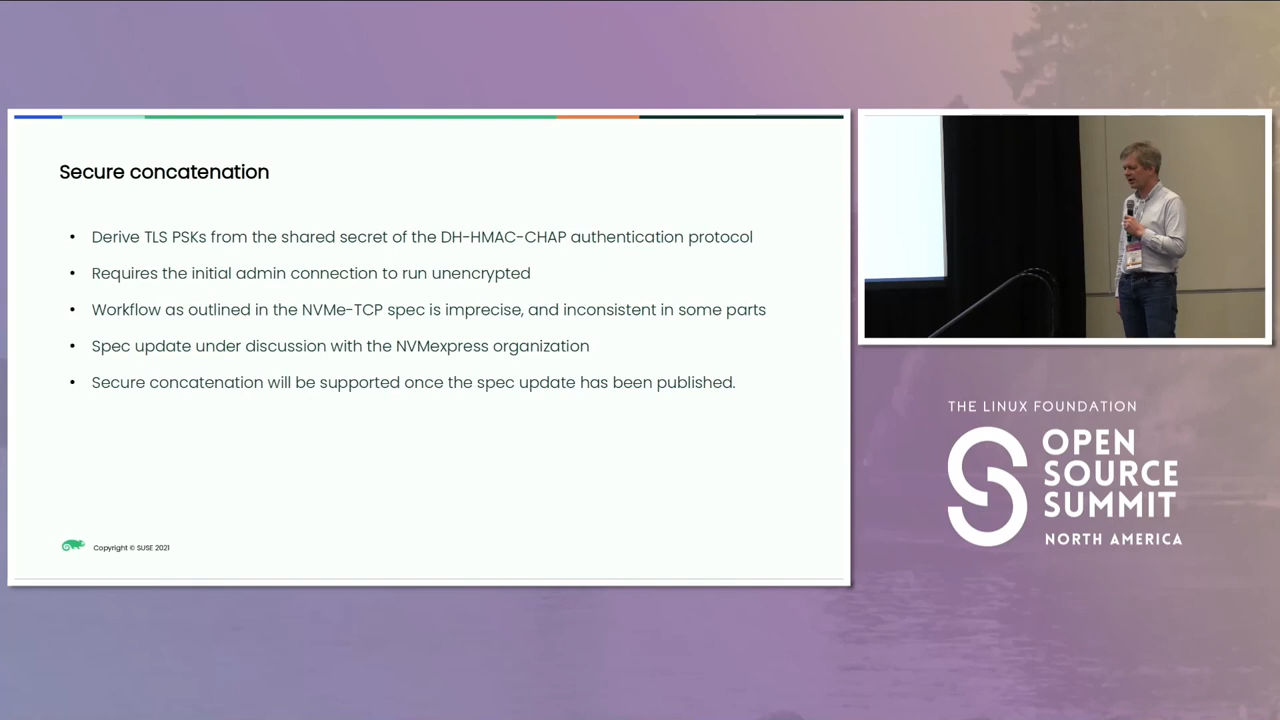 Secure concatenation
• Derive TLS PSKs from the shared secret of the DH-HMAC-CHAP authentication protocol
• Requires the initial admin connection to run unencrypted
• Workflow as outlined in the NVMe-TCP spec is imprecise, and inconsistent in some parts
• Spec update under discussion with the NVMexpress organization
• Secure concatenation will be supported once the spec update has been published.
Copyright © SUSE 2021
THE LINUX FOUNDATION
OPEN
SOURCE
SUMMIT
NORTH AMERICA